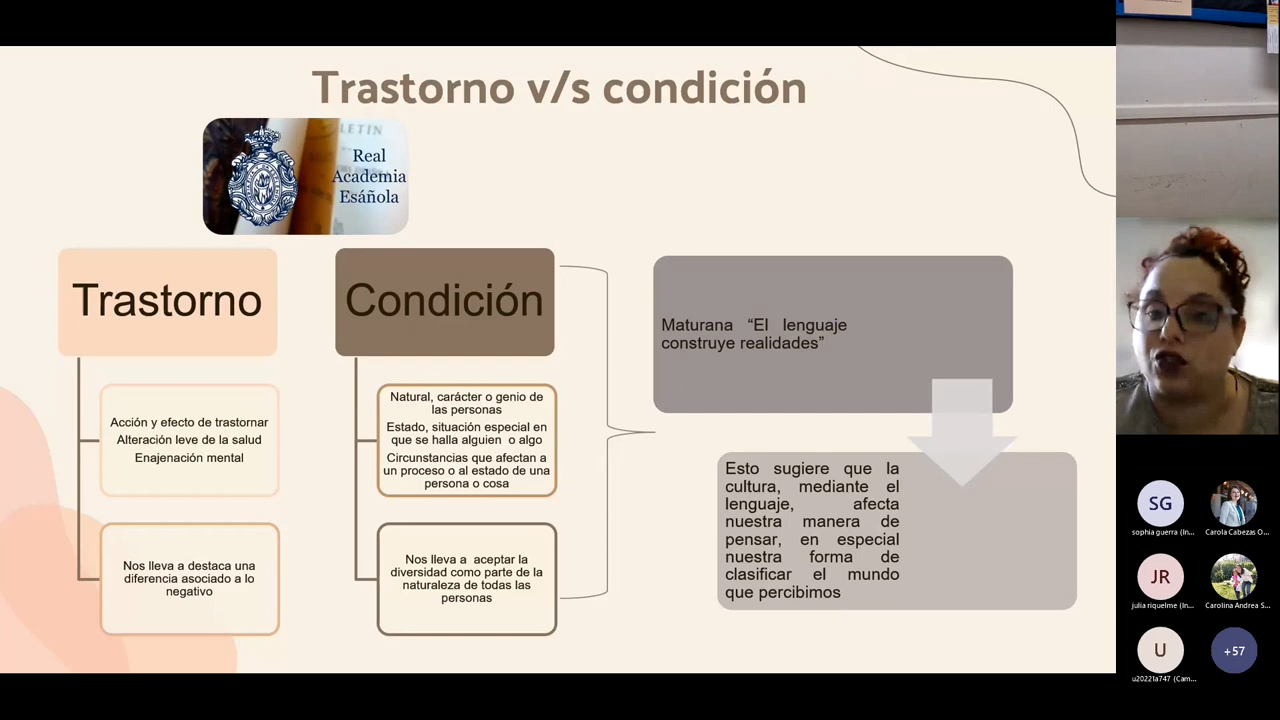 Trastorno v/s condición
LETIN
Real
Academia
Esáñola
Trastorno
Acción y efecto de trastornar
Alteración leve de la salud
Enajenación mental
Nos lleva a destaca una
diferencia asociado a lo
negativo
Condición
Natural, carácter o genio de
las personas
Estado, situación especial en
que se halla alguien o algo
Circunstancias que afectan a
un proceso o al estado de una
persona o cosa
Nos lleva a aceptar la
diversidad como parte de la
naturaleza de todas las
personas
Maturana “El lenguaje
construye realidades”
Esto sugiere que la
cultura, mediante el
lenguaje, afecta
nuestra manera de
pensar, en especial
nuestra forma de
clasificar el mundo
que percibimos
SG
sophia guerra (In...
Carola Cabezas O...
JR
julia riquelme (In...
Carolina Andrea S...
U
u20221a747 (Cam...
+57